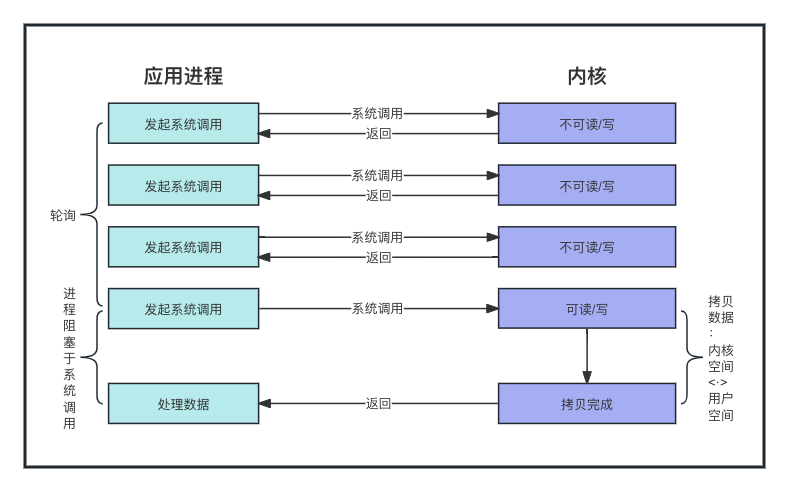 应用进程
内核
发起系统调用
系统调用
返回
不可读/写
发起系统调用
系统调用
返回
不可读/写
轮询
发起系统调用
系统调用
返回
不可读/写
发起系统调用
系统调用
可读/写
进
程
阻
塞
于
系
统
调
用
拷贝
数据
:
内核
空间
<·>
用户
空间
处理数据
返回
拷贝完成